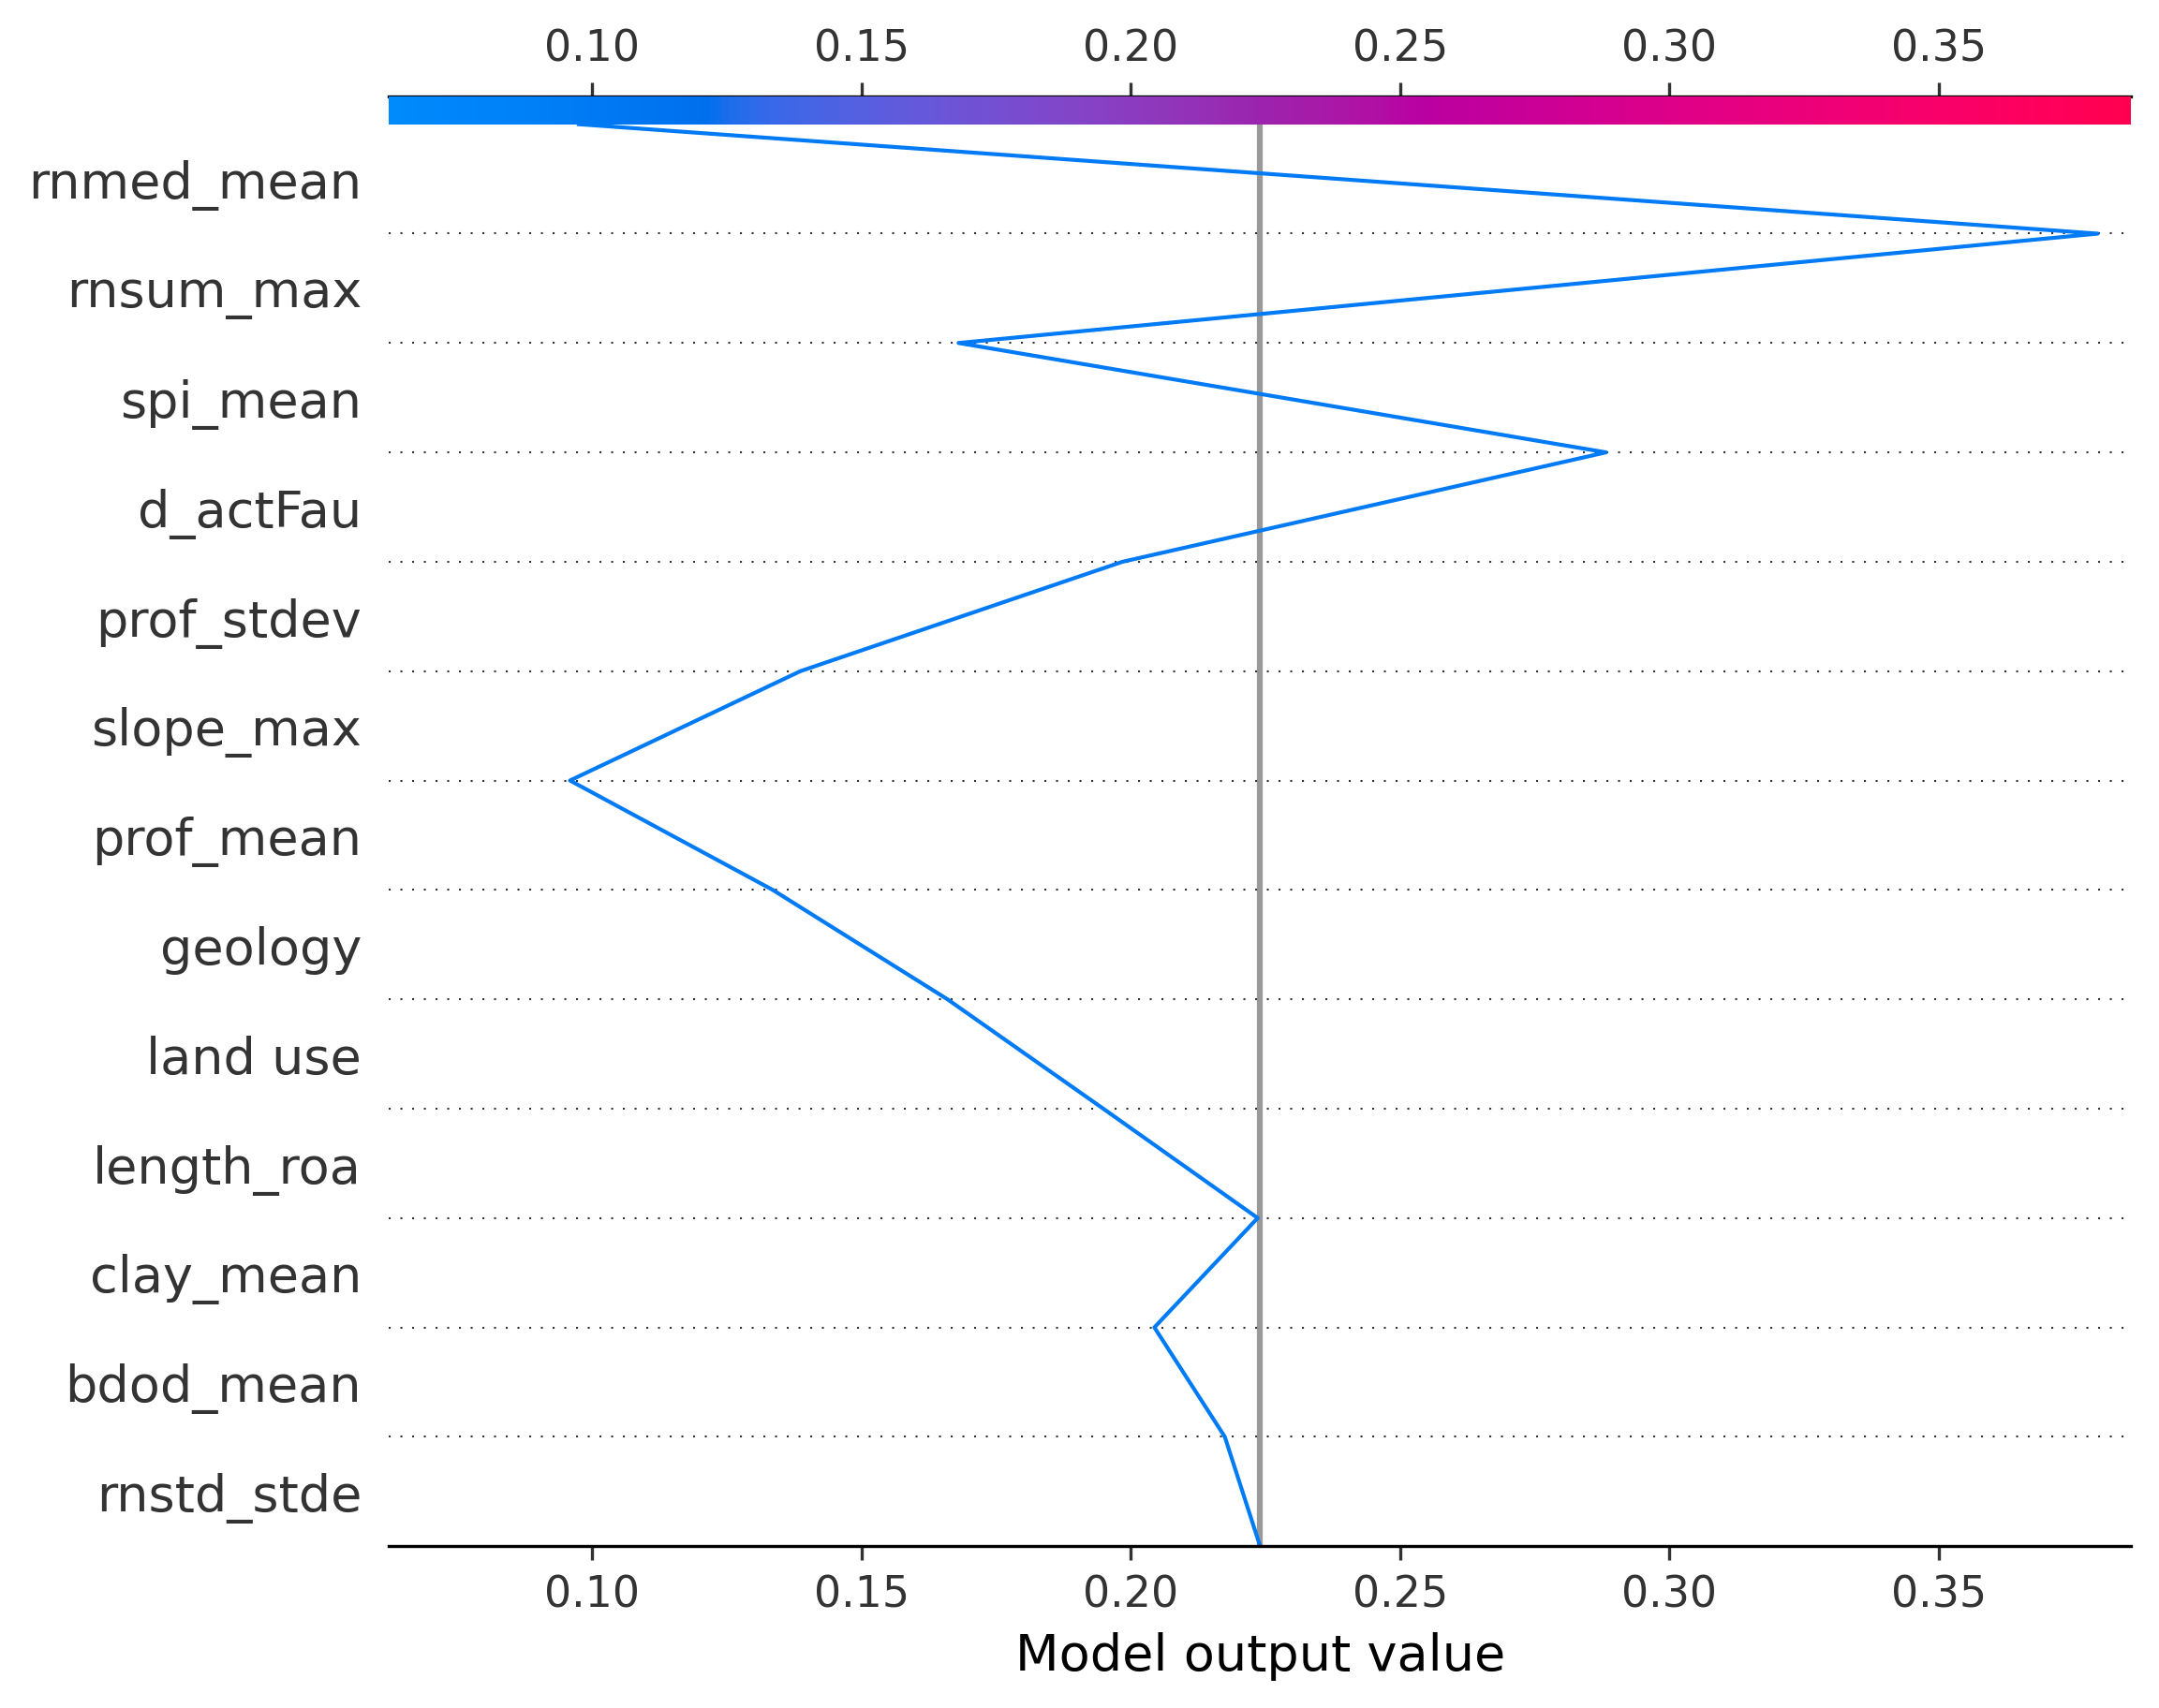 0.10 0.15 0.20 0.25 0.30 0.35
rnmed_mean
rnsum_max
spi_mean
d_actFau
prof_stdev
slope_max
prof_mean
geology
land use
length_roa
clay_mean
bdod_mean
rnstd_stde
0.10 0.15 0.20 0.25 0.30 0.35
Model output value